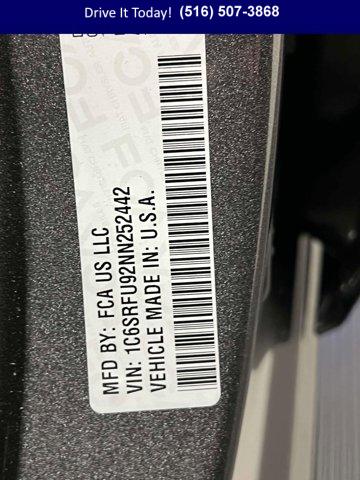 Drive It Today! (516) 507-3868
MFD BY: FCA US LLC
VIN: 1C6SRFU92NN252442
VEHICLE MADE IN: U.S.A.